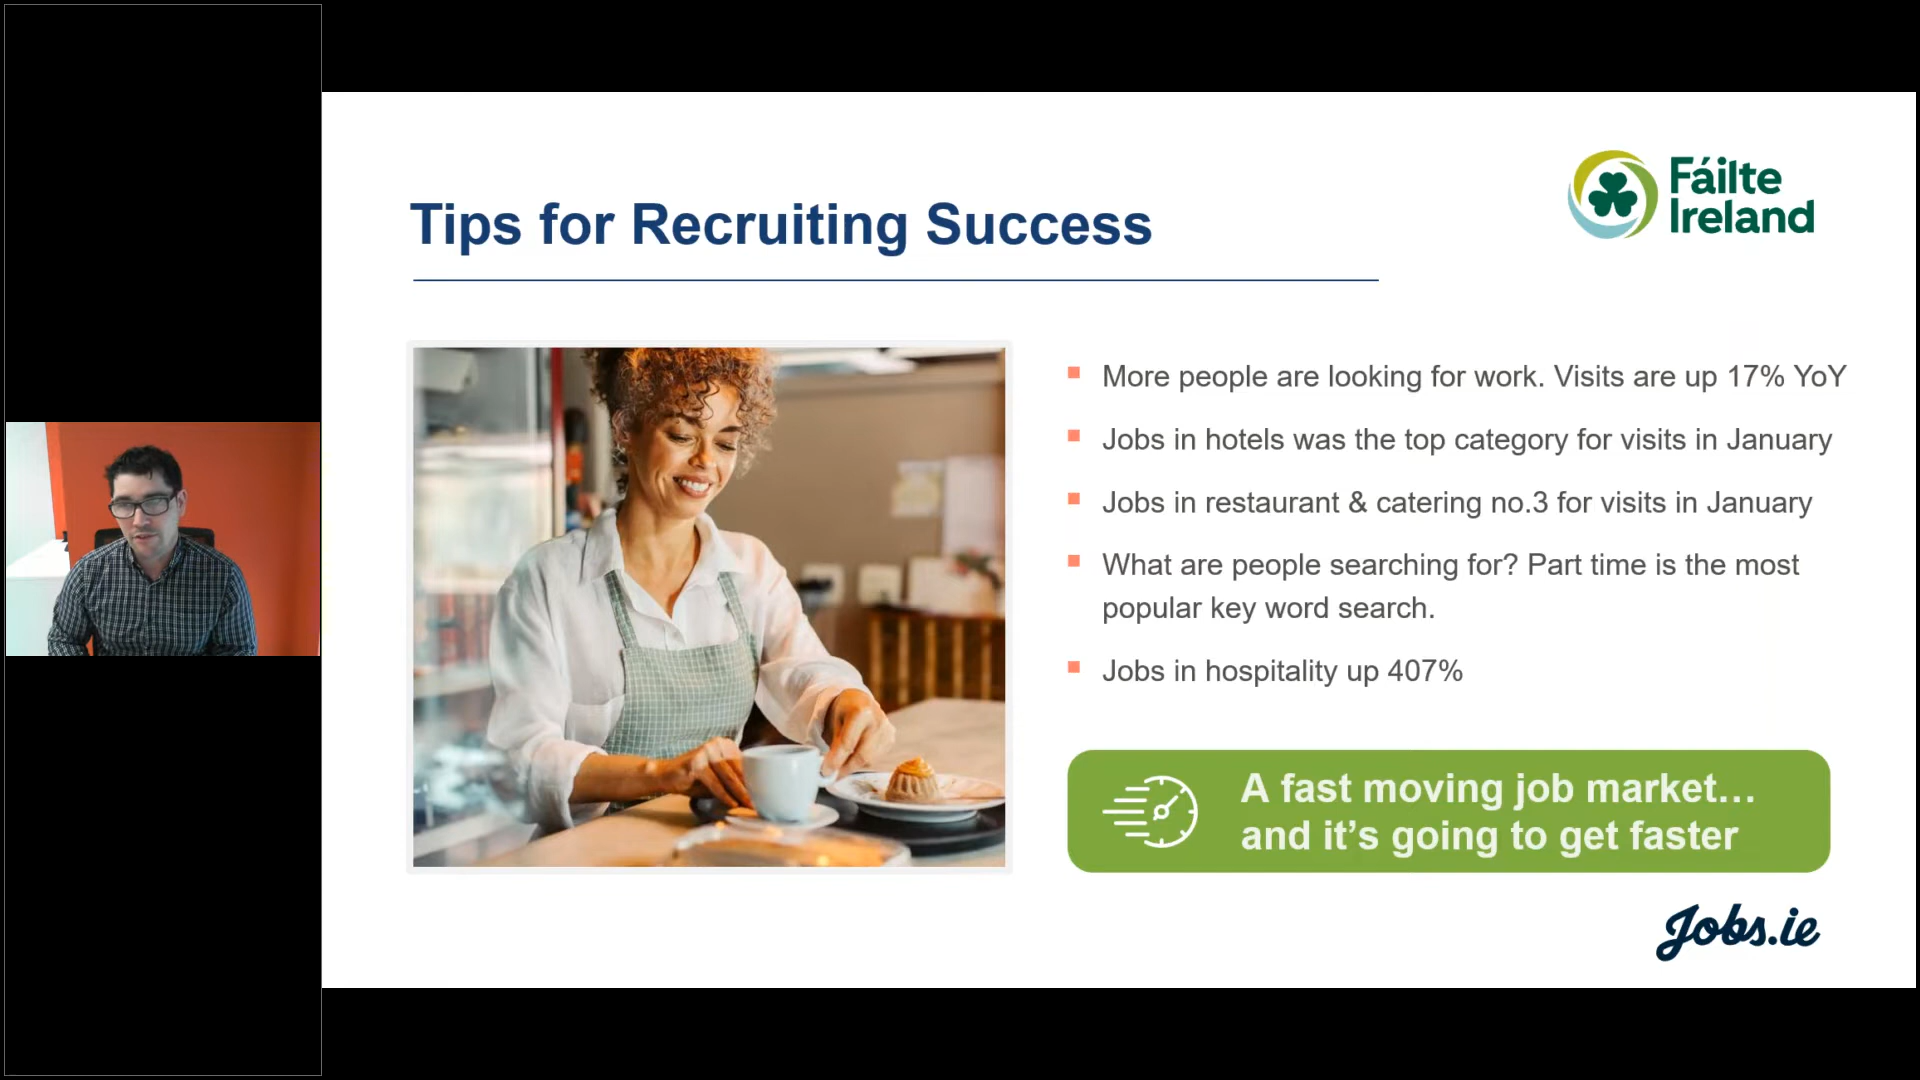 Fáilte
Ireland
Tips for Recruiting Success
More people are looking for work. Visits are up 17% YoY
Jobs in hotels was the top category for visits in January
Jobs in restaurant & catering no.3 for visits in January
What are people searching for? Part time is the most
popular key word search.
Jobs in hospitality up 407%
A fast moving job market…
and it’s going to get faster
Jobs.ie